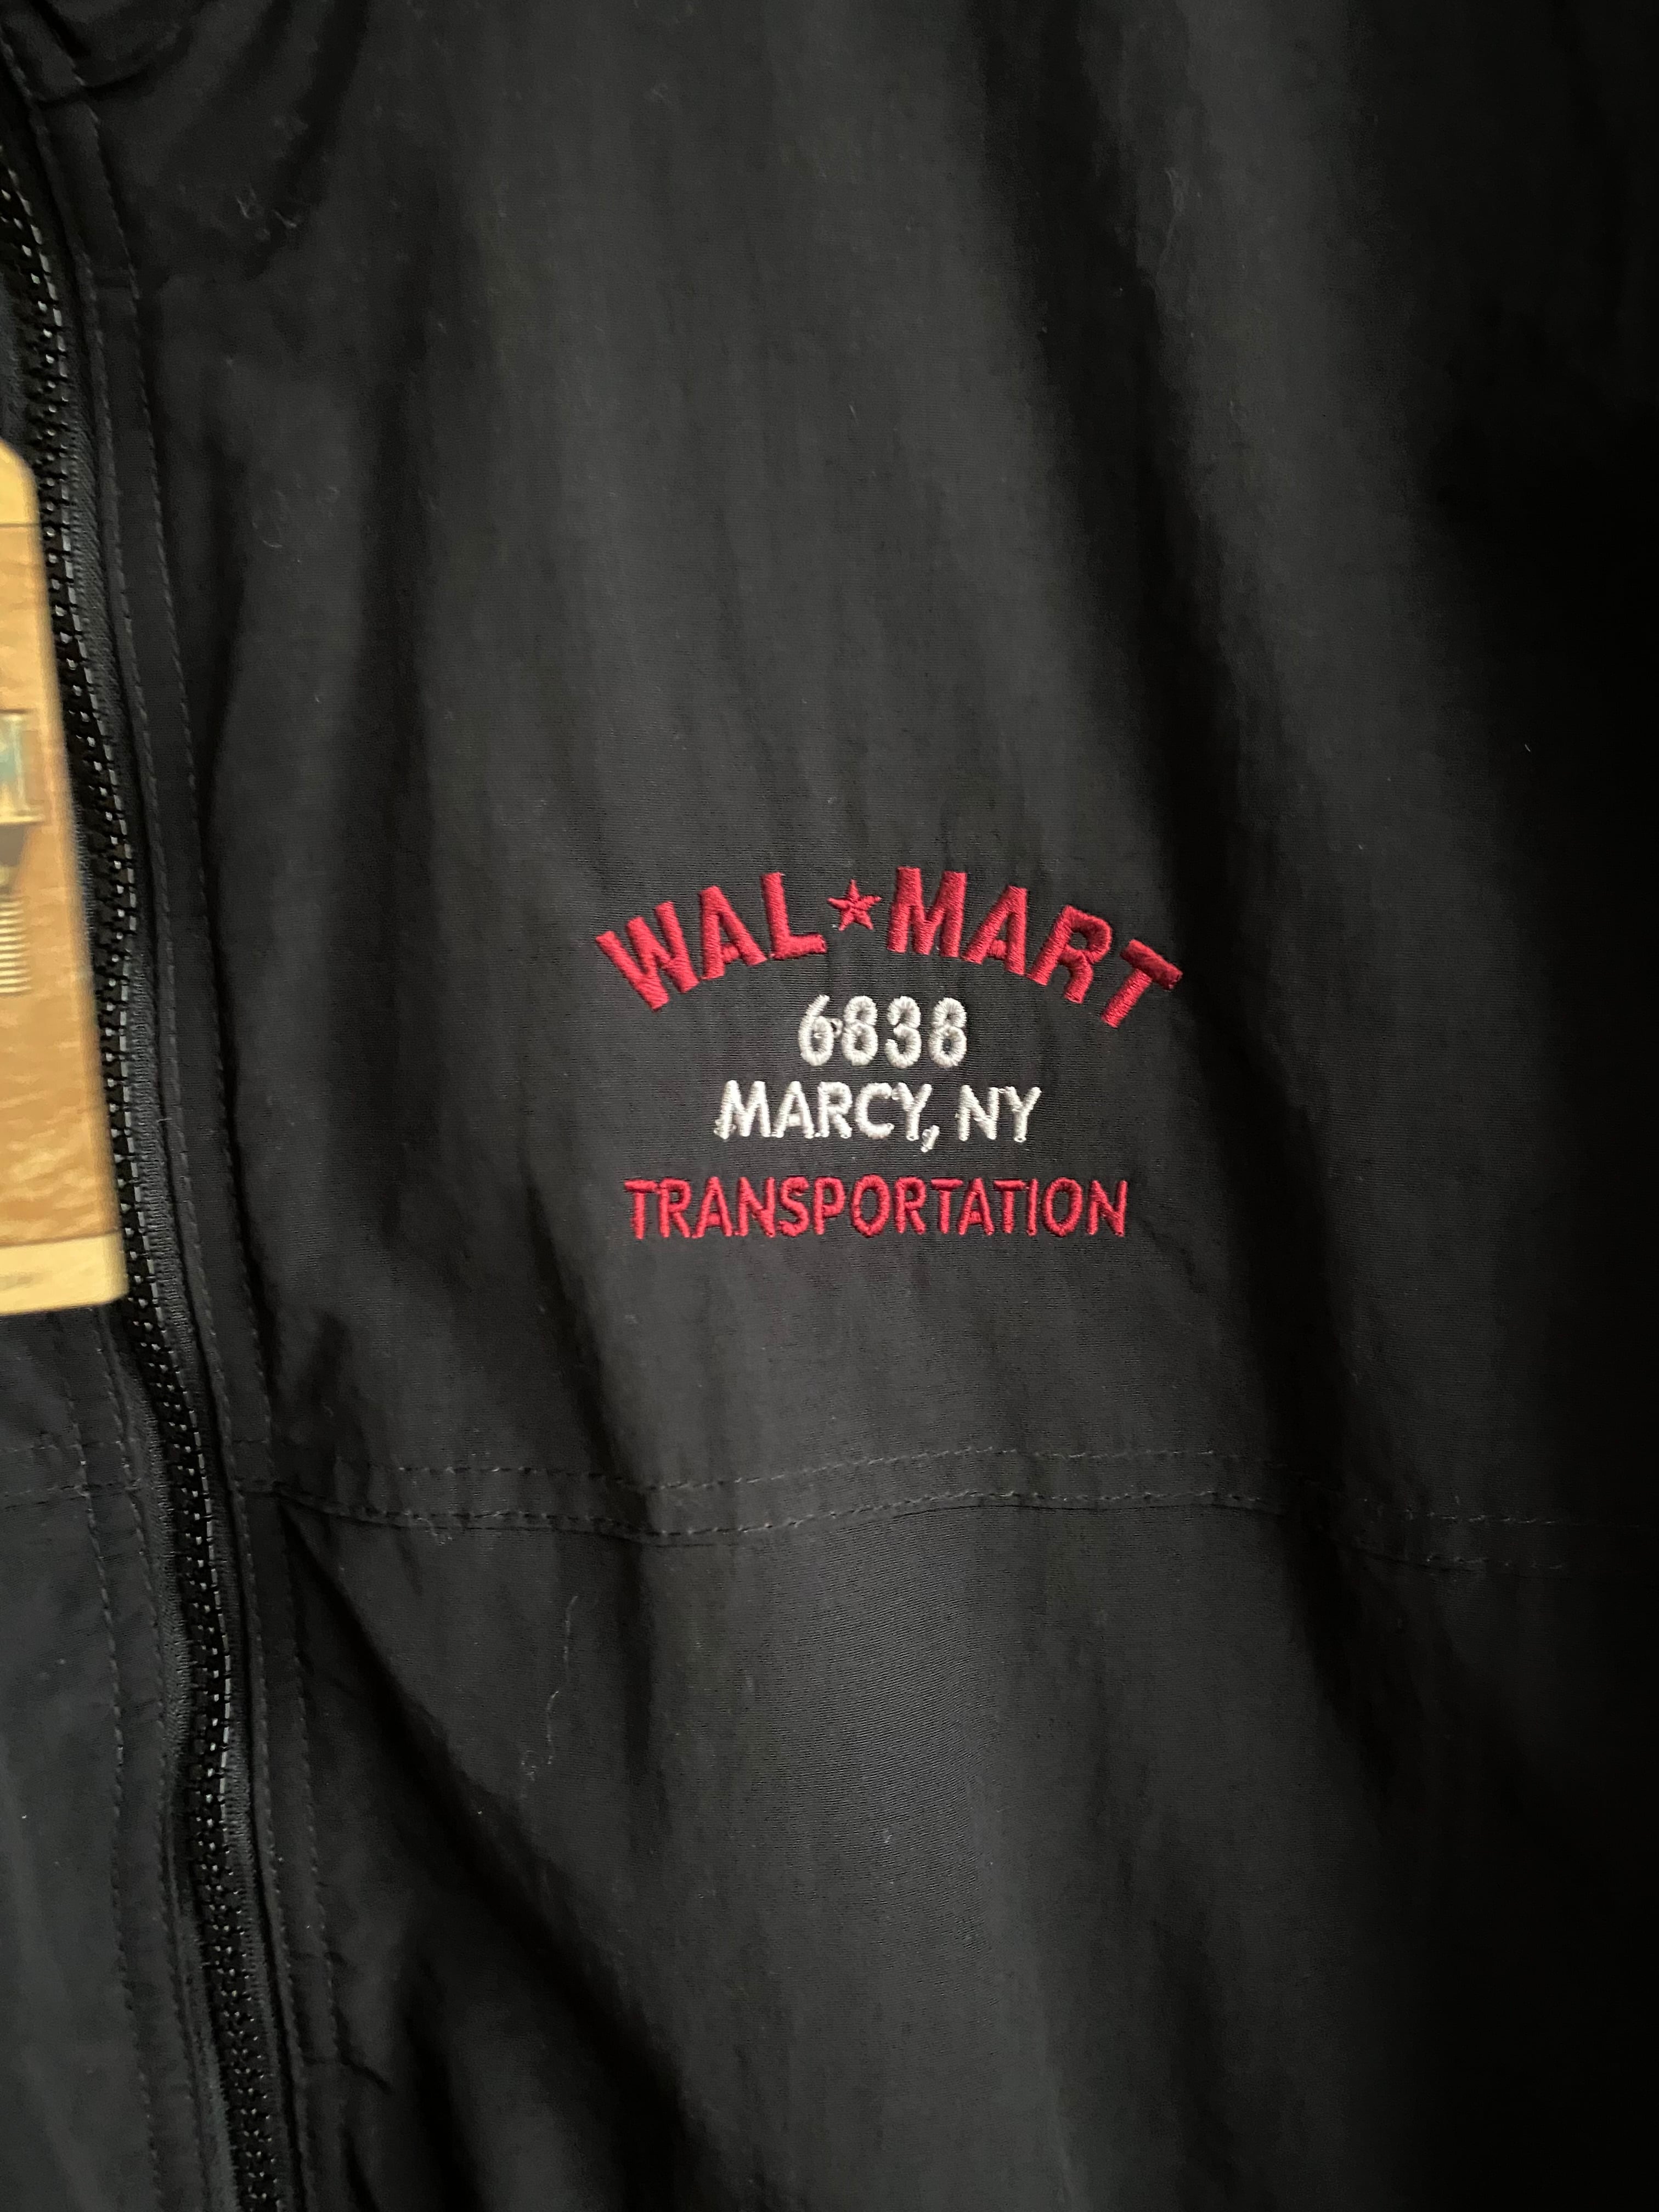 WAL★MART
6838
MARCY, NY
TRANSPORTATION